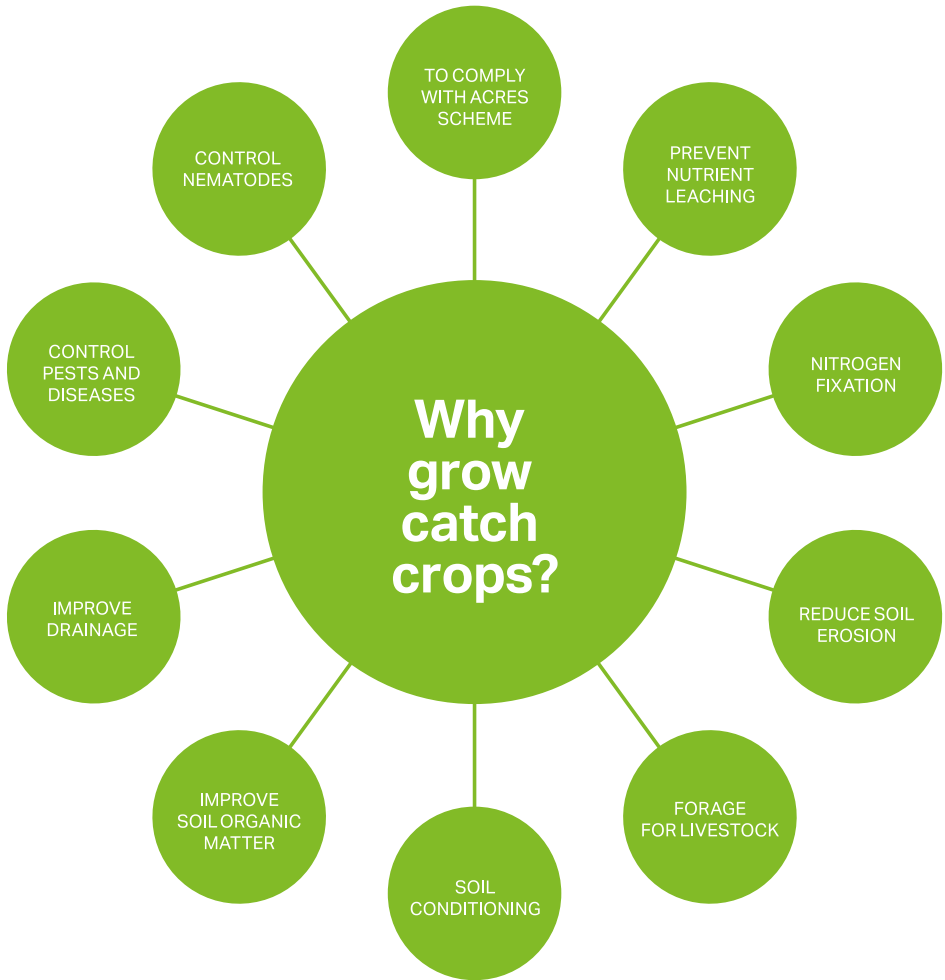 Why
grow
catch
crops?
TO COMPLY
WITH ACRES
SCHEME
PREVENT
NUTRIENT
LEACHING
NITROGEN
FIXATION
REDUCE SOIL
EROSION
FORAGE
FOR LIVESTOCK
SOIL
CONDITIONING
IMPROVE
SOIL ORGANIC
MATTER
IMPROVE
DRAINAGE
CONTROL
PESTS AND
DISEASES
CONTROL
NEMATODES